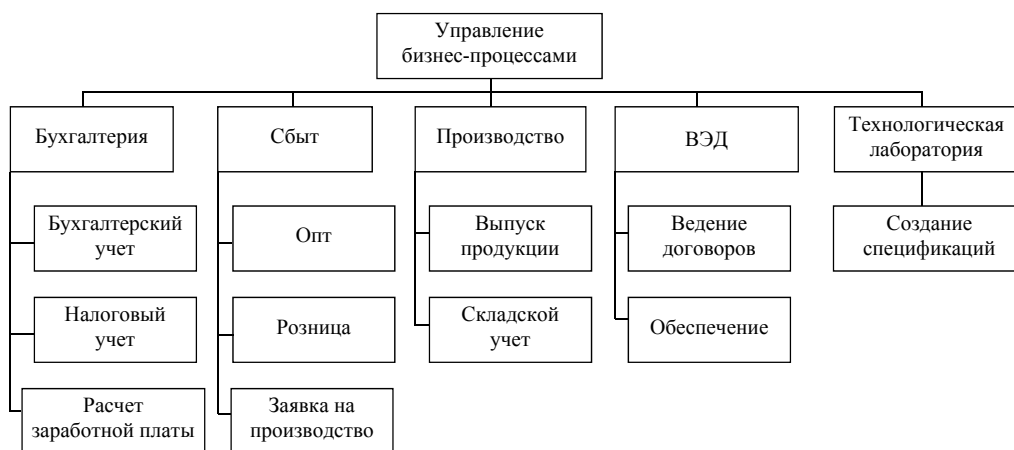 Управление
бизнес-процессами
Бухгалтерия
Сбыт
Производство
ВЭД
Технологическая
лаборатория
Бухгалтерский
учет
Опт
Выпуск
продукции
Ведение
договоров
Создание
спецификаций
Налоговый
учет
Розница
Складской
учет
Обеспечение
Расчет
заработной платы
Заявка на
производство